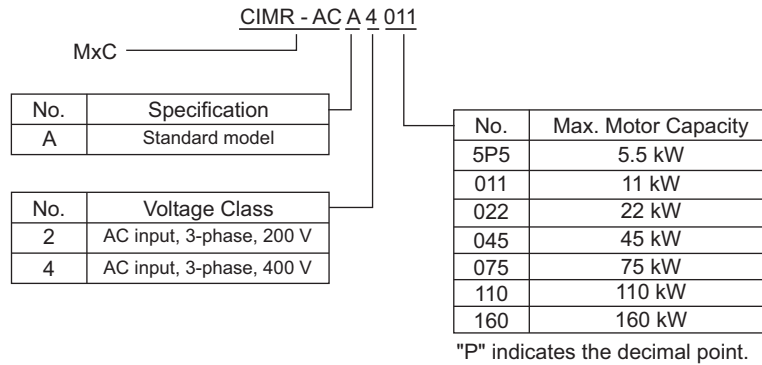 CIMR - AC A 4 011
MxC
No. Specification
A Standard model
No. Voltage Class
2 AC input, 3-phase, 200 V
4 AC input, 3-phase, 400 V
No. Max. Motor Capacity
5P5 5.5 kW
011 11 kW
022 22 kW
045 45 kW
075 75 kW
110 110 kW
160 160 kW
"P" indicates the decimal point.